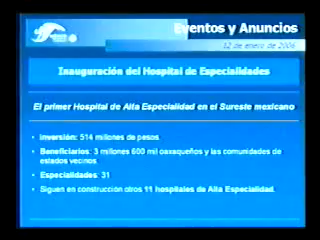 Eventos y Anuncios
12 de enero de 2006
Inauguración del Hospital de Especialidades
El primer Hospital de Alta Especialidad en el Sureste mexicano
• Inversión: 514 millones de pesos
• Beneficiarios: 3 millones 600 mil oaxaqueños y las comunidades de
estados vecinos
• Especialidades: 31
• Siguen en construcción otros 11 hospitales de Alta Especialidad.